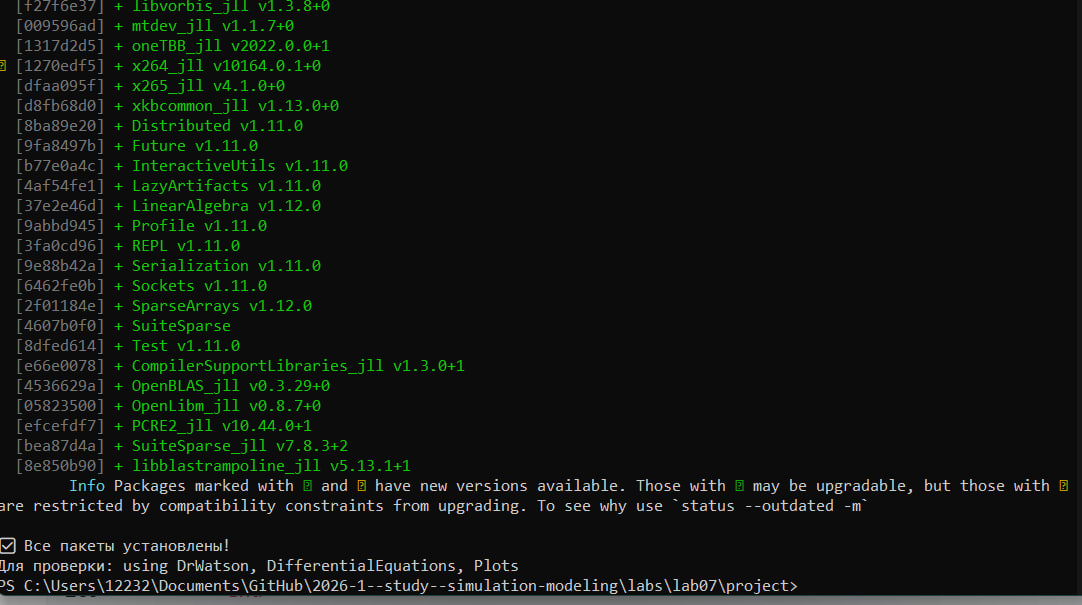 [f27f6e37] + libvorbis_jll v1.3.8+0
[009596ad] + mtdev_jll v1.1.7+0
[1317d2d5] + oneTBB_jll v2022.0.0+1
[1270edf5] + x264_jll v10164.0.1+0
[dfaa095f] + x265_jll v4.1.0+0
[d8fb68d0] + xkbcommon_jll v1.13.0+0
[8ba89e20] + Distributed v1.11.0
[9fa8497b] + Future v1.11.0
[b77e0a4c] + InteractiveUtils v1.11.0
[4af54fe1] + LazyArtifacts v1.11.0
[37e2e46d] + LinearAlgebra v1.12.0
[9abbd945] + Profile v1.11.0
[3fa0cd96] + REPL v1.11.0
[9e88b42a] + Serialization v1.11.0
[6462fe0b] + Sockets v1.11.0
[2f01184e] + SparseArrays v1.12.0
[4607b0f0] + SuiteSparse
[8dfed614] + Test v1.11.0
[e66e0078] + CompilerSupportLibraries_jll v1.3.0+1
[4536629a] + OpenBLAS_jll v0.3.29+0
[05823500] + OpenLibm_jll v0.8.7+0
[efcefdf7] + PCRE2_jll v10.44.0+1
[bea87d4a] + SuiteSparse_jll v7.8.3+2
[8e850b90] + libblastrampoline_jll v5.13.1+1
Info Packages marked with and have new versions available. Those with may be upgradable, but those with
are restricted by compatibility constraints from upgrading. To see why use `status --outdated -m`
Все пакеты установлены!
Для проверки: using DrWatson, DifferentialEquations, Plots
PS C:\Users\12232\Documents\GitHub\2026-1--study--simulation-modeling\labs\lab07\project>